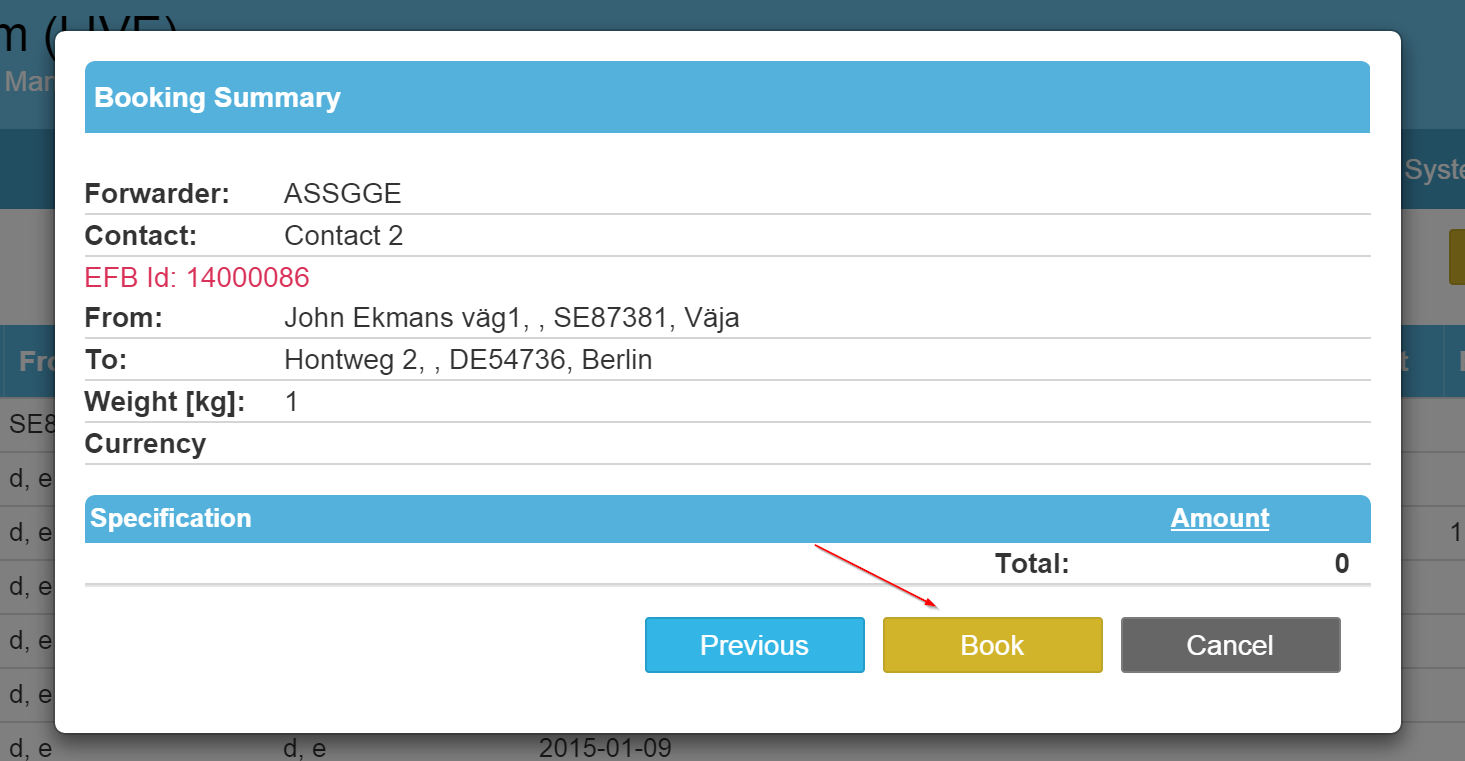 m (LIVE)
Mar
Syste
Booking Summary
Forwarder: ASSGGE
Contact: Contact 2
EFB Id: 14000086
From: John Ekmans väg1, , SE87381, Väja
To: Hontweg 2, , DE54736, Berlin
Weight [kg]: 1
Currency
Specification Amount
Total: 0
Previous Book Cancel
Fro t
SE8
d, e
d, e 1
d, e
d, e
d, e
d, e d, e 2015-01-09